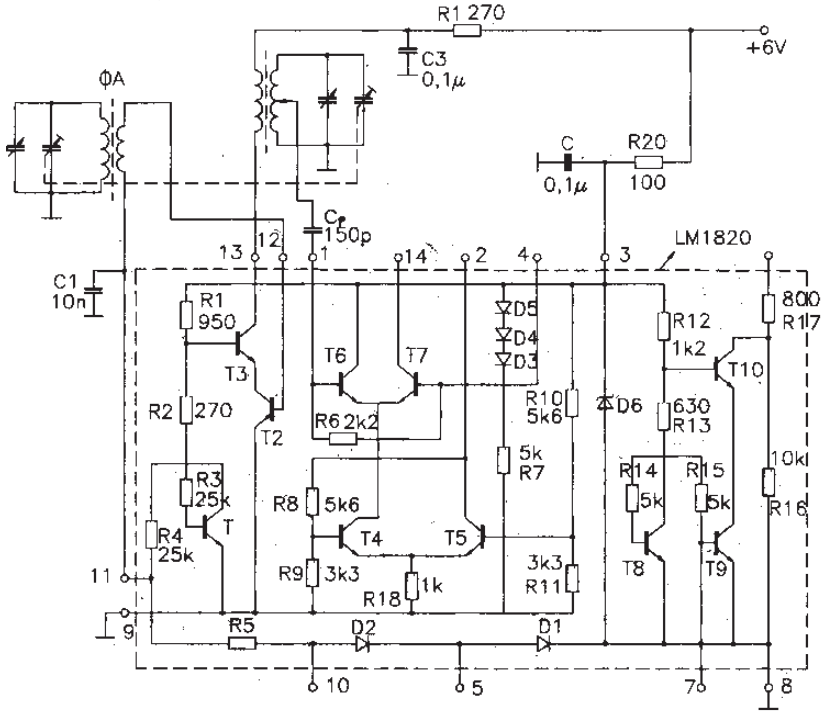 R1 270
+6V
C3
0,1µ
ΦA
C
0,1µ
R20
100
Cp
150p
13
12
1
14
2
4
3
LM1820
C1
10n
R1
950
D5
D4
D3
R12
1k2
800
R17
T3
T6
T7
T10
R2
270
T2
R6 2k2
R10
5k6
D6
630
R13
R3
25k
5k
R7
R14
5k
R15
5k
10k
R16
R8
5k6
R4
25k
T
T4
T5
T8
T9
R9
3k3
R18
1k
3k3
R11
11
9
R5
D2
D1
10
5
7
8